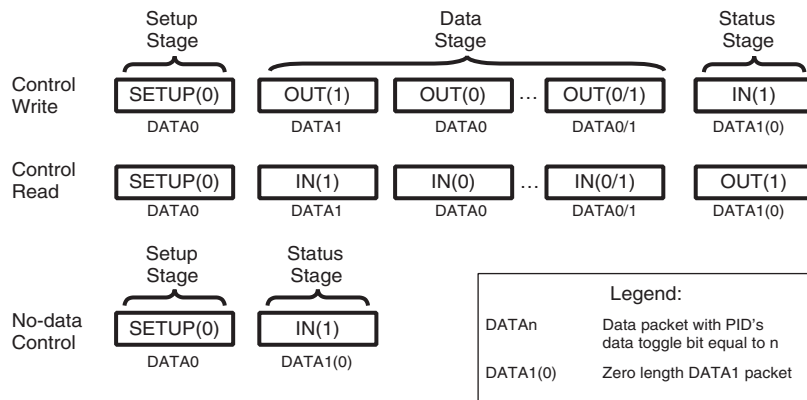 Setup Stage
Data Stage
Status Stage
Control Write
SETUP(0)
OUT(1)
OUT(0)
...
OUT(0/1)
IN(1)
DATA0
DATA1
DATA0
DATA0/1
DATA1(0)
Control Read
SETUP(0)
IN(1)
IN(0)
...
IN(0/1)
OUT(1)
DATA0
DATA1
DATA0
DATA0/1
DATA1(0)
Setup Stage
Status Stage
No-data Control
SETUP(0)
IN(1)
DATA0
DATA1(0)
Legend:
DATAn
Data packet with PID's
data toggle bit equal to n
DATA1(0)
Zero length DATA1 packet